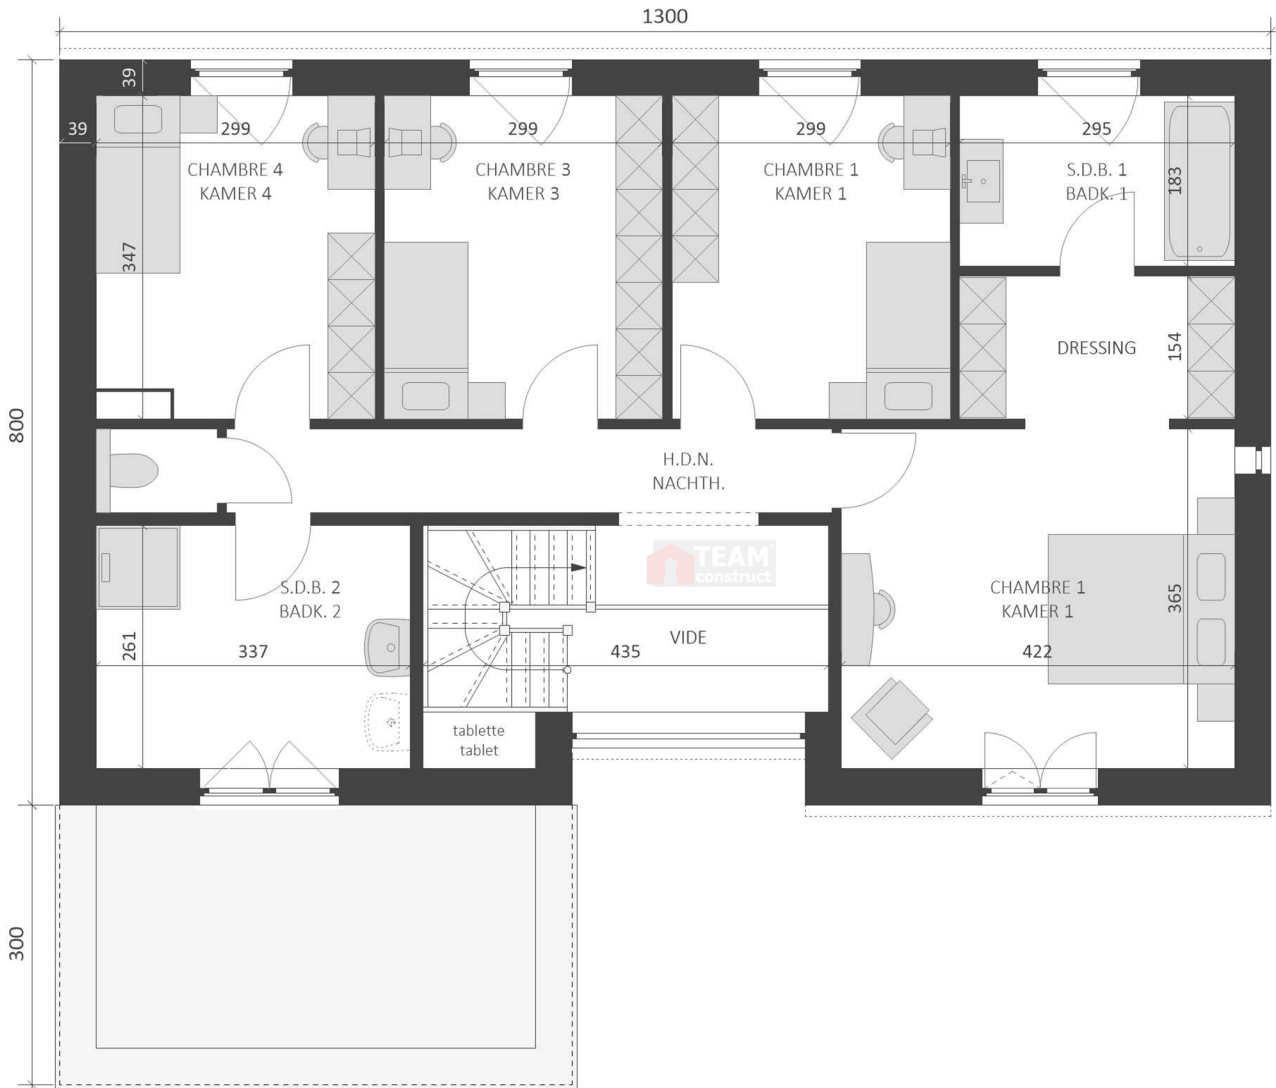 1300
39
39
299
299
299
295
CHAMBRE 4
KAMER 4
CHAMBRE 3
KAMER 3
CHAMBRE 1
KAMER 1
S.D.B. 1
BADK. 1
183
347
DRESSING
154
800
H.D.N.
NACHTH.
TEAM
construct
S.D.B. 2
BADK. 2
CHAMBRE 1
KAMER 1
365
VIDE
261
337
435
422
tablette
tablet
300